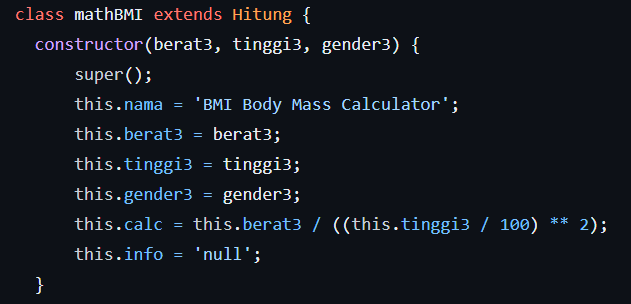 class mathBMI extends Hitung {
  constructor(berat3, tinggi3, gender3) {
      super();
      this.nama = 'BMI Body Mass Calculator';
      this.berat3 = berat3;
      this.tinggi3 = tinggi3;
      this.gender3 = gender3;
      this.calc = this.berat3 / ((this.tinggi3 / 100) ** 2);
      this.info = 'null';
  }